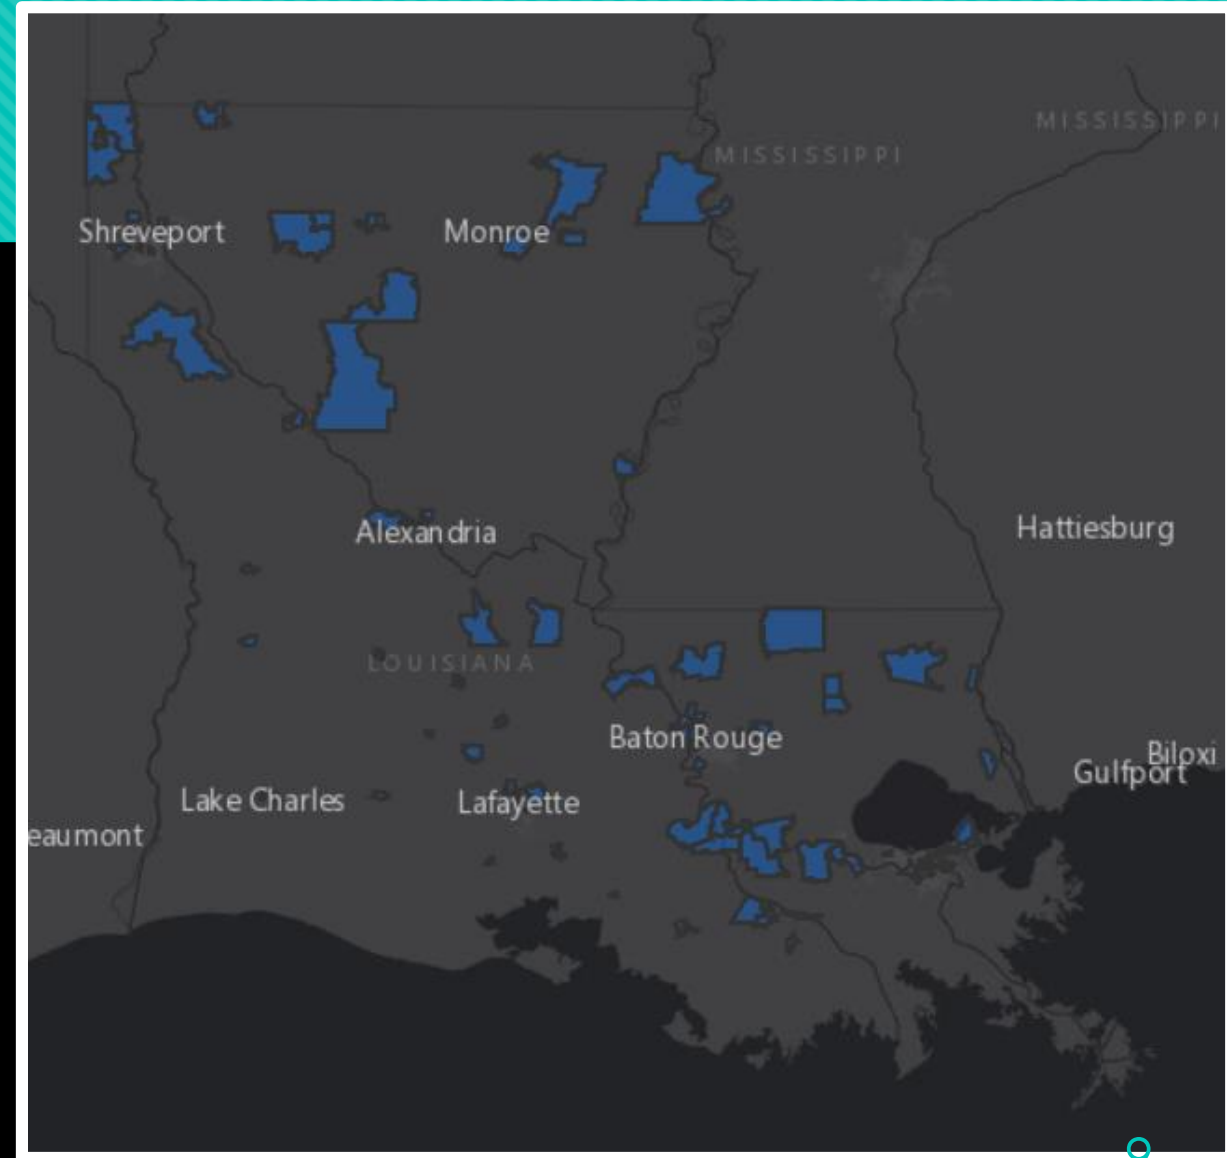 MISSISSIPPI
MISSISSIPPI
Shreveport
Monroe
Alexandria
Hattiesburg
LOUISIANA
Baton Rouge
Biloxi
Gulfport
Lake Charles
Lafayette
eaumont